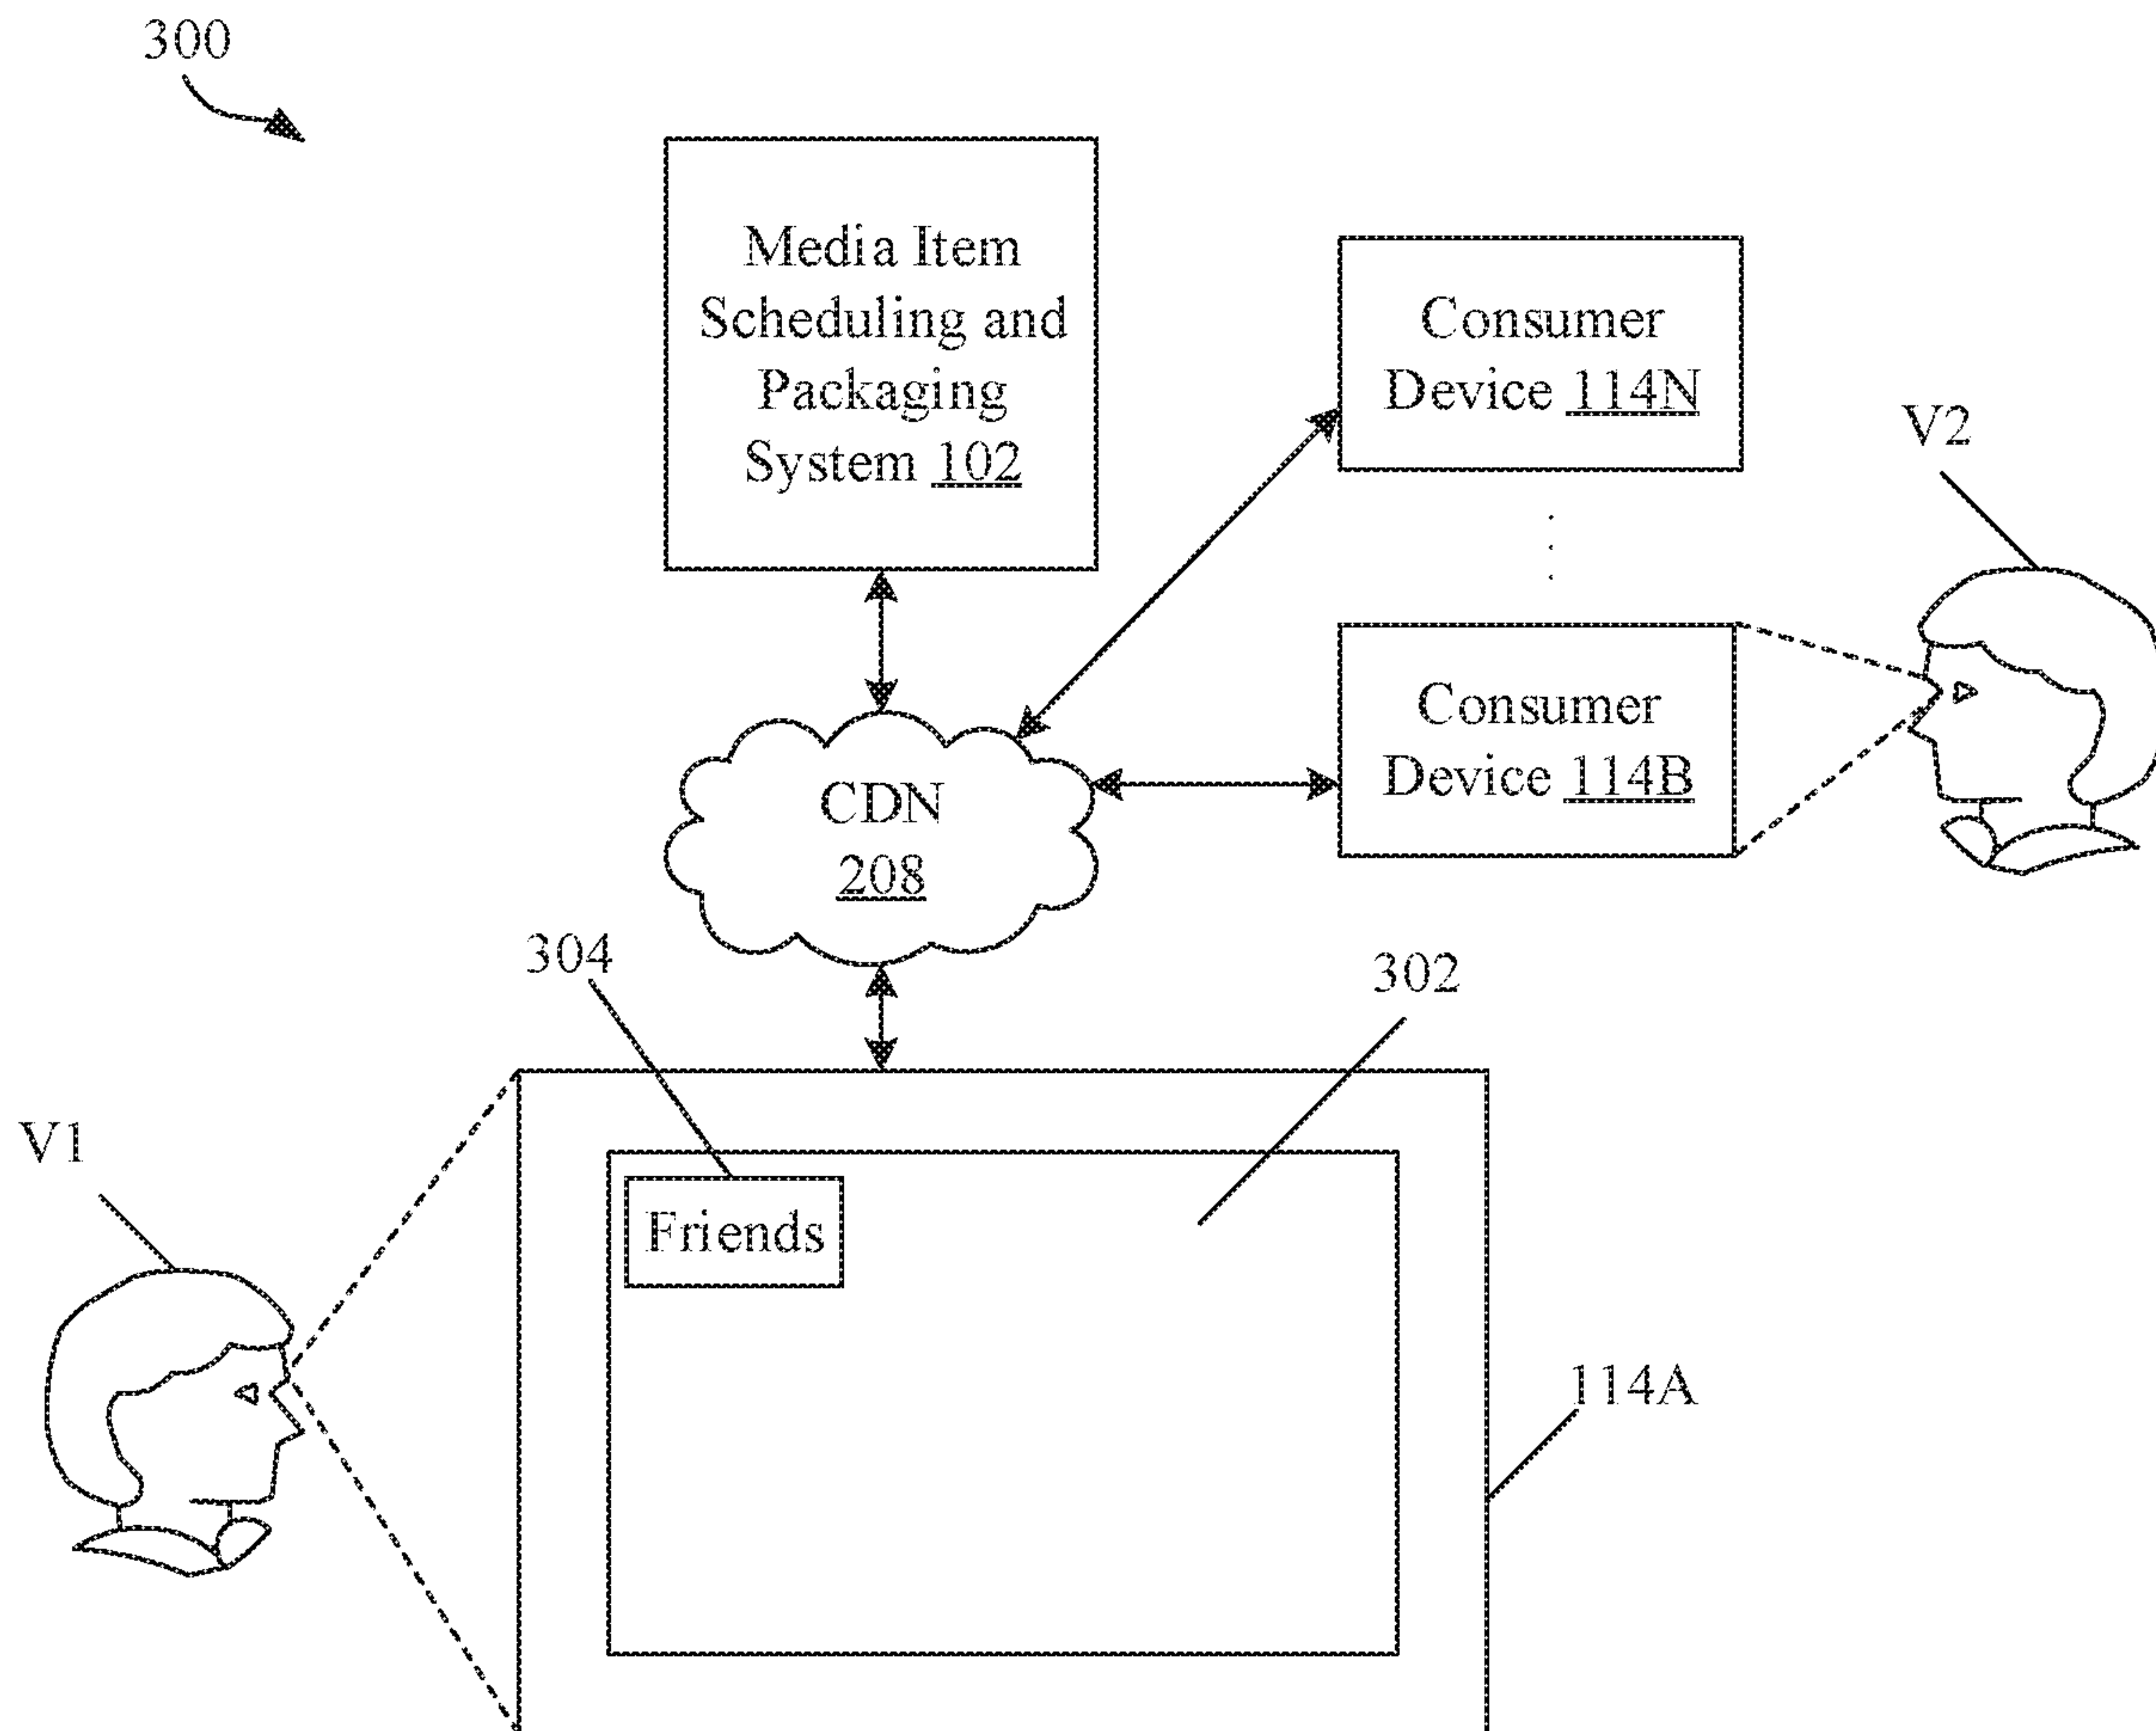 300
Media Item
Scheduling and
Packaging
System 102
Consumer
Device 114N
V2
Consumer
Device 114B
CDN
208
304
302
V1
Friends
114A